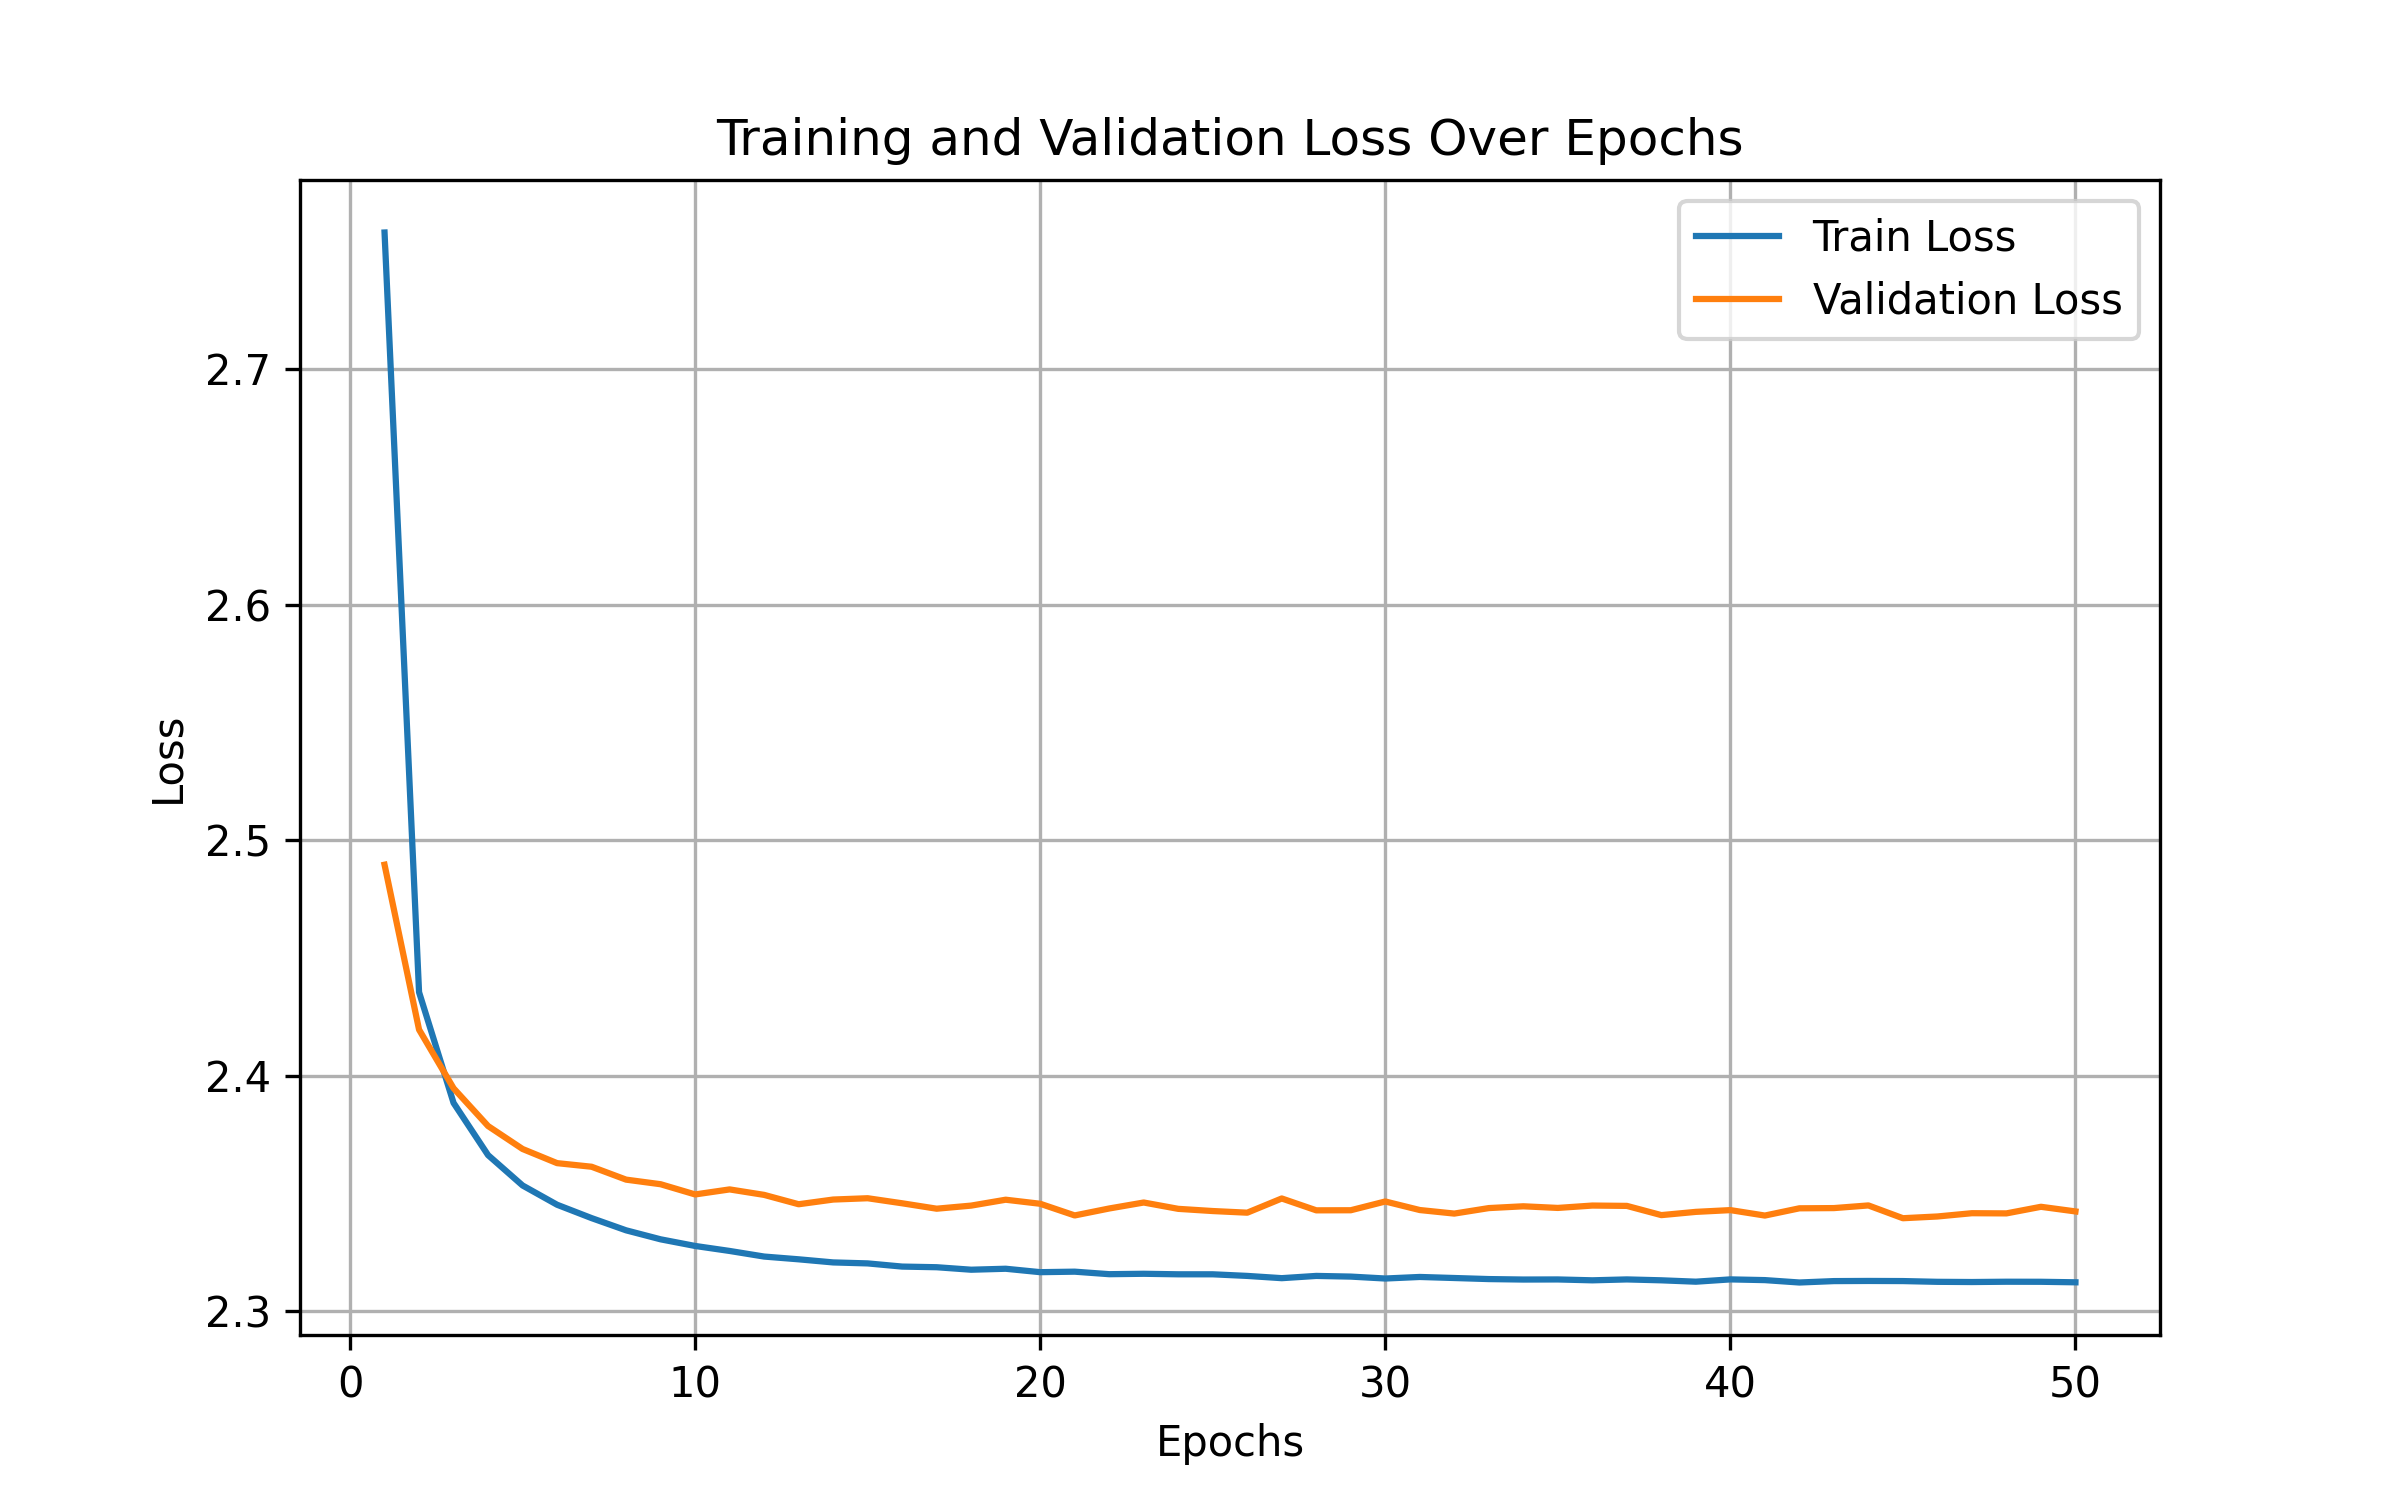 Training and Validation Loss Over Epochs
Train Loss
Validation Loss
Loss
2.7
2.6
2.5
2.4
2.3
0 10 20 30 40 50
Epochs